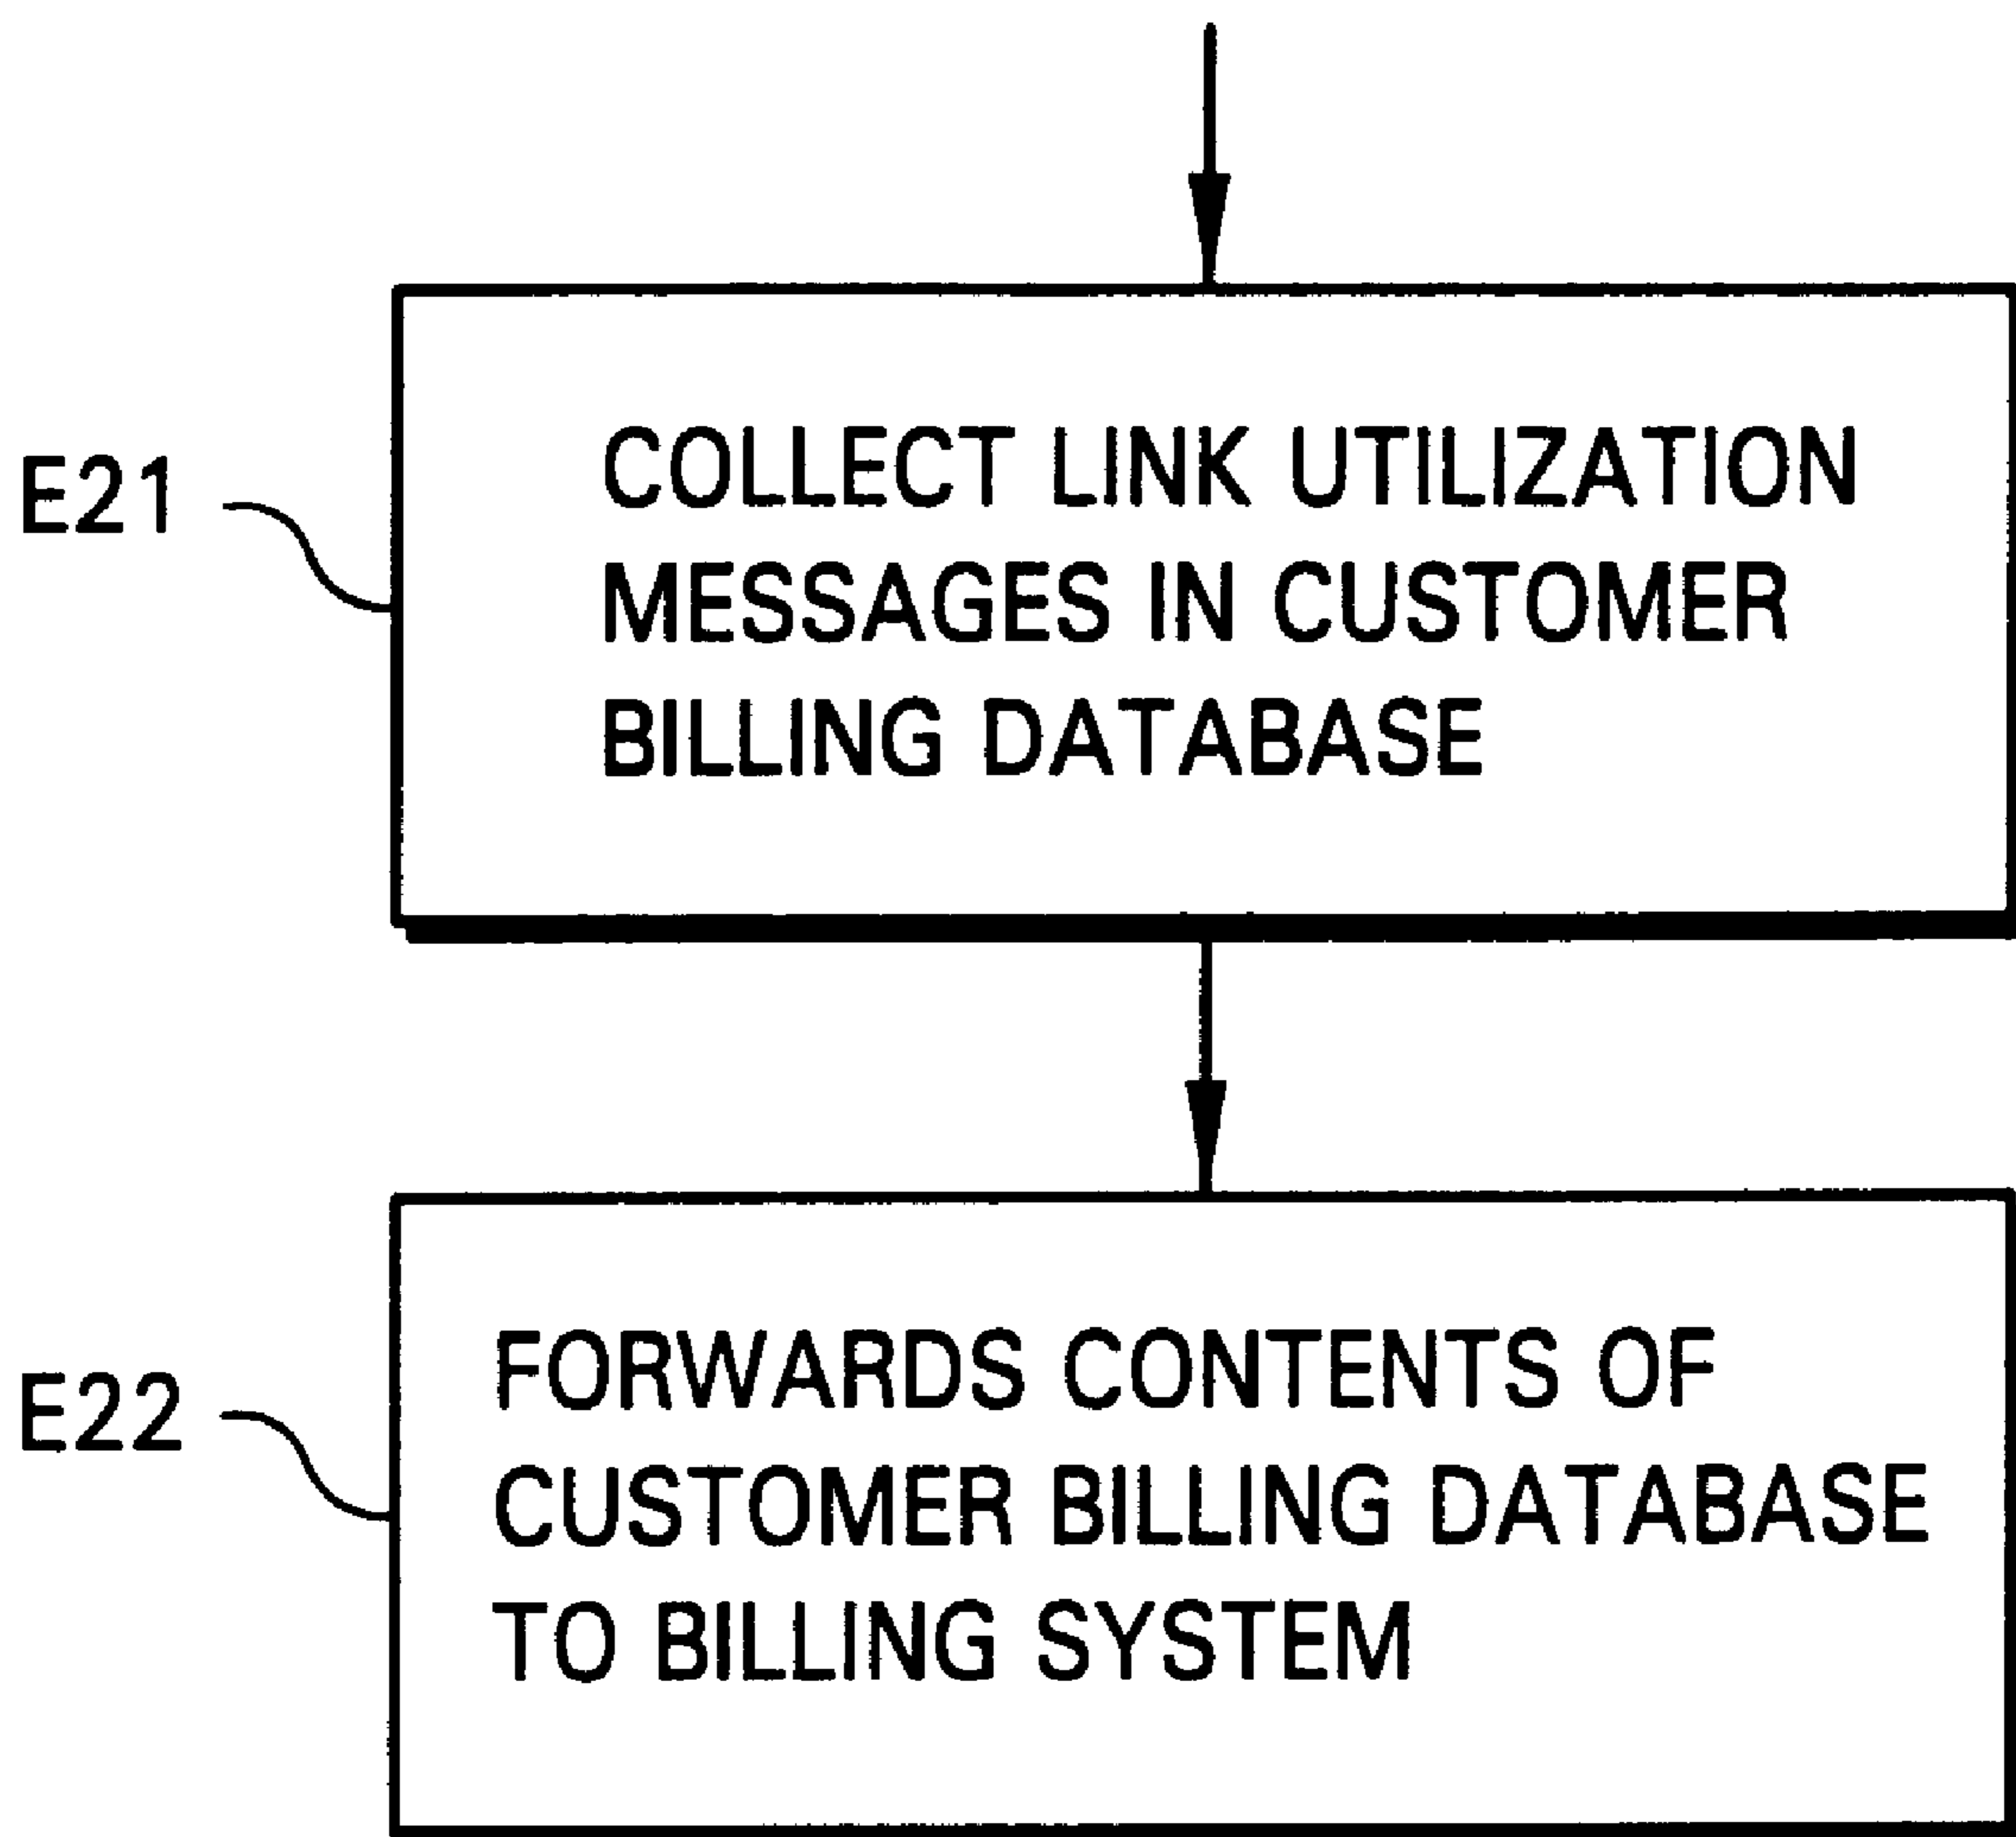 E21
COLLECT LINK UTILIZATION
MESSAGES IN CUSTOMER
BILLING DATABASE
E22
FORWARDS CONTENTS OF
CUSTOMER BILLING DATABASE
TO BILLING SYSTEM